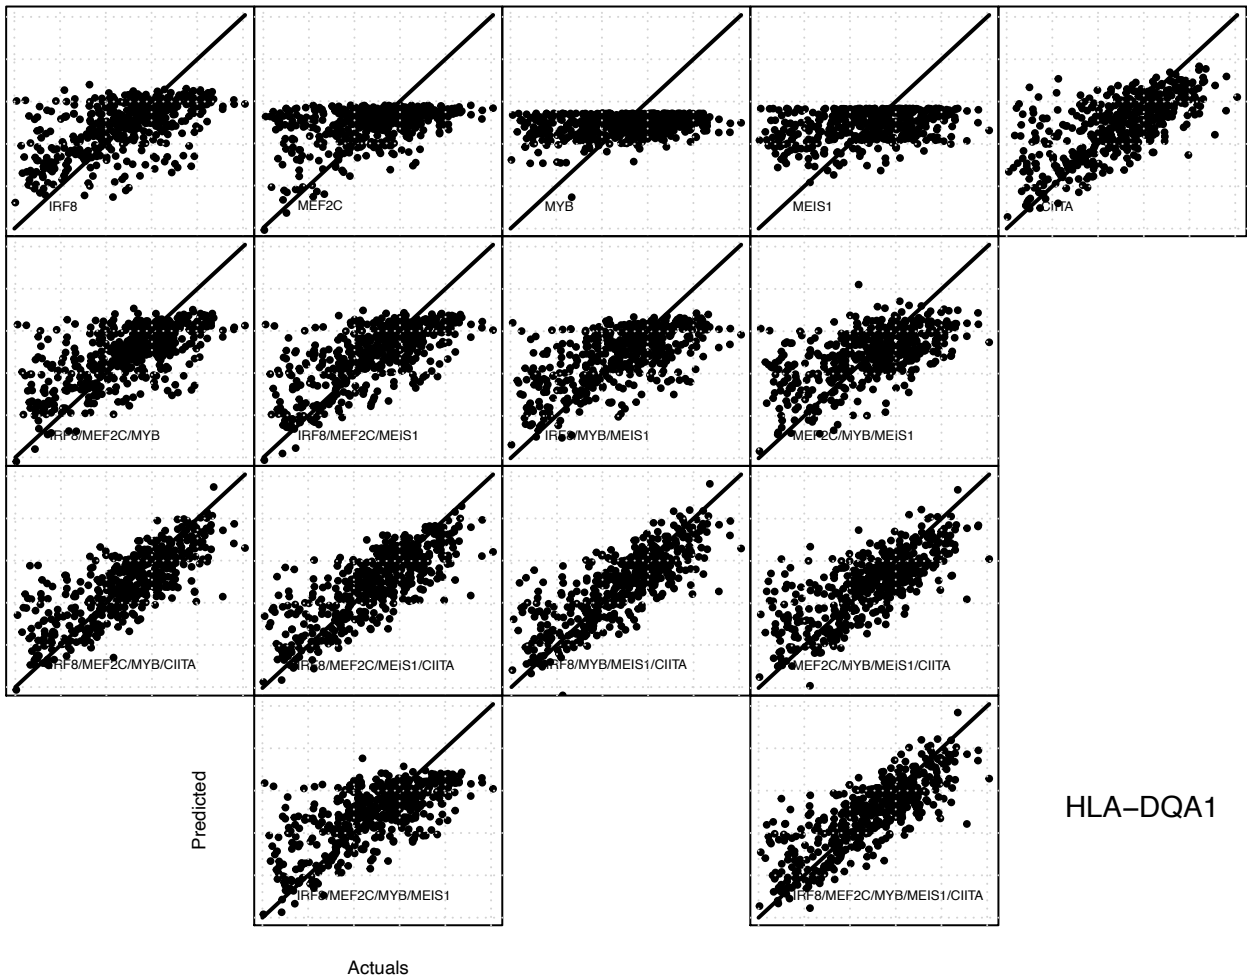 IRF8
MEF2C
MYB
MEIS1
CIITA
IRF8/MEF2C/MYB
IRF8/MEF2C/MEIS1
IRF8/MYB/MEIS1
MEF2C/MYB/MEIS1
IRF8/MEF2C/MYB/CIITA
IRF8/MEF2C/MEIS1/CIITA
IRF8/MYB/MEIS1/CIITA
MEF2C/MYB/MEIS1/CIITA
Predicted
IRF8/MEF2C/MYB/MEIS1
IRF8/MEF2C/MYB/MEIS1/CIITA
HLA−DQA1
Actuals